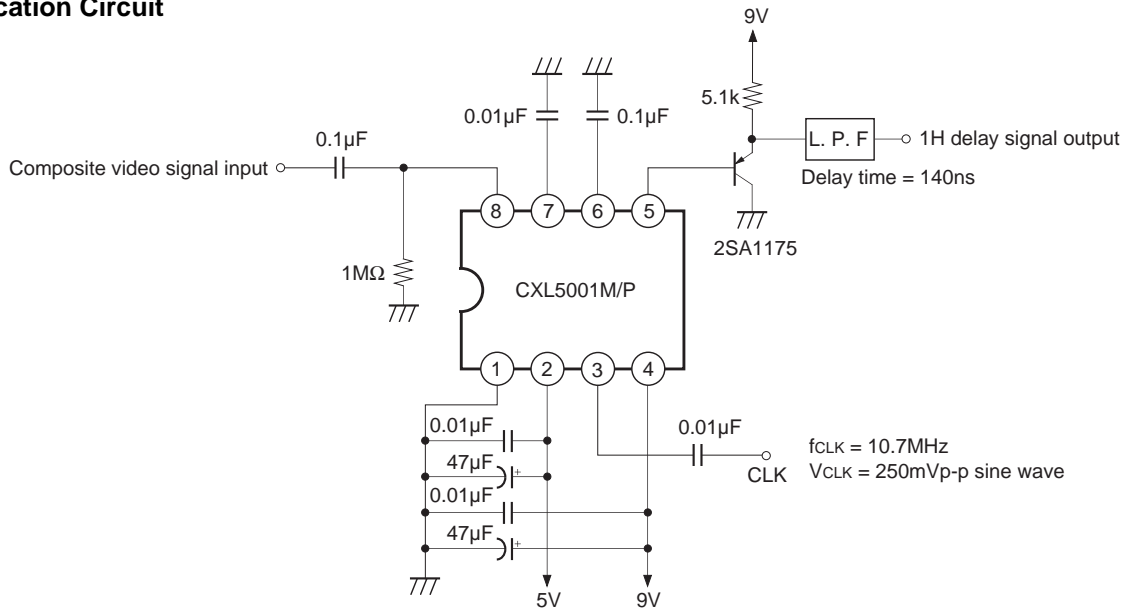 cation Circuit
9V
5.1k
0.01µF
0.1µF
0.1µF
L. P. F
1H delay signal output
Composite video signal input
Delay time = 140ns
8
7
6
5
2SA1175
1MΩ
CXL5001M/P
1
2
3
4
0.01µF
0.01µF
fCLK = 10.7MHz
47µF
+
CLK
VCLK = 250mVp-p sine wave
0.01µF
47µF
+
5V
9V